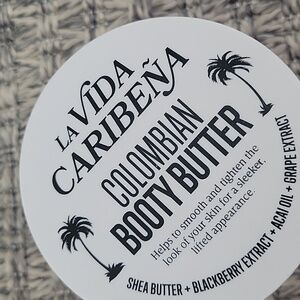 LA VIDA
CARIBEÑA
COLOMBIAN
BOOTY BUTTER
Helps to smooth and tighten the
look of your skin for a sleeker,
lifted appearance.
SHEA BUTTER + BLACKBERRY EXTRACT + ACAI OIL + GRAPE EXTRACT